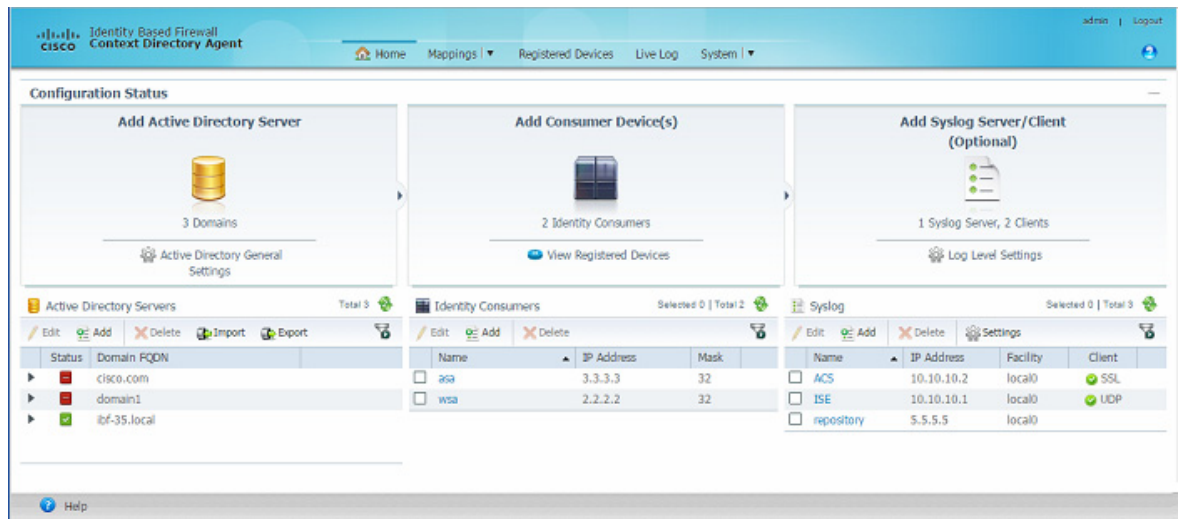 admin | Logout
CISCO
Identity Based Firewall
Context Directory Agent
Home
Mappings
Registered Devices
Live Log
System
Configuration Status
Add Active Directory Server
3 Domains
Active Directory General
Settings
Add Consumer Device(s)
2 Identity Consumers
View Registered Devices
Add Syslog Server/Client
(Optional)
1 Syslog Server, 2 Clients
Log Level Settings
Active Directory Servers Total 3
Edit Add Delete Import Export
Status Domain FQDN
cisco.com
domain1
ibf-35.local
Identity Consumers Selected 0 | Total 2
Edit Add Delete
Name IP Address Mask
asa 3.3.3.3 32
wsa 2.2.2.2 32
Syslog Selected 0 | Total 3
Edit Add Delete Settings
Name IP Address Facility Client
ACS 10.10.10.2 local0 SSL
ISE 10.10.10.1 local0 UDP
repository 5.5.5.5 local0
Help